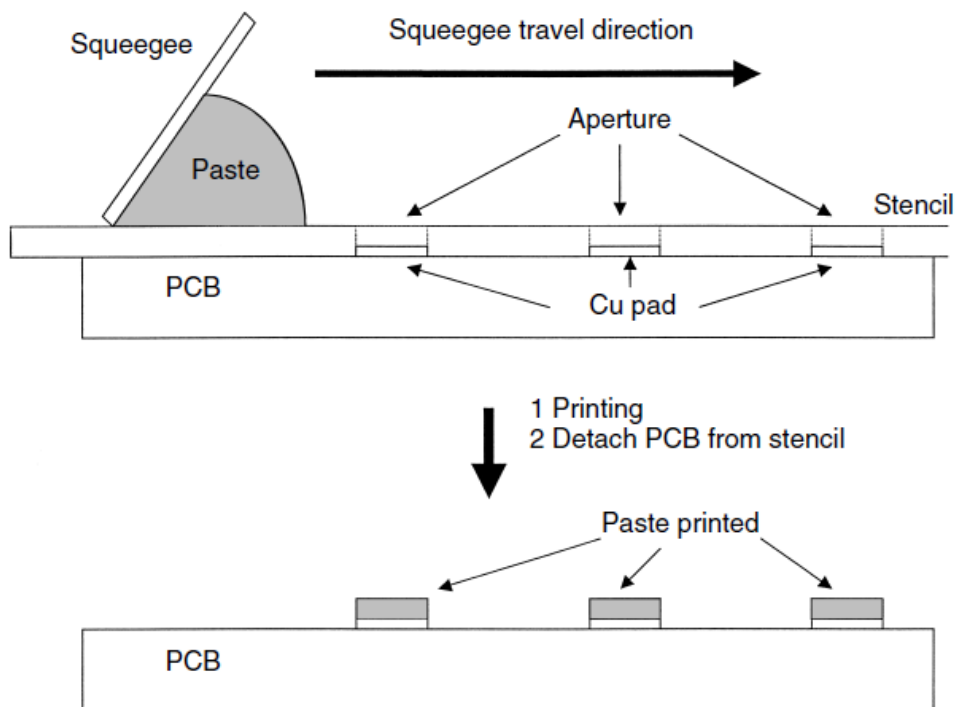 Squeegee travel direction
Squeegee
Aperture
Paste
Stencil
PCB
Cu pad
1 Printing
2 Detach PCB from stencil
Paste printed
PCB